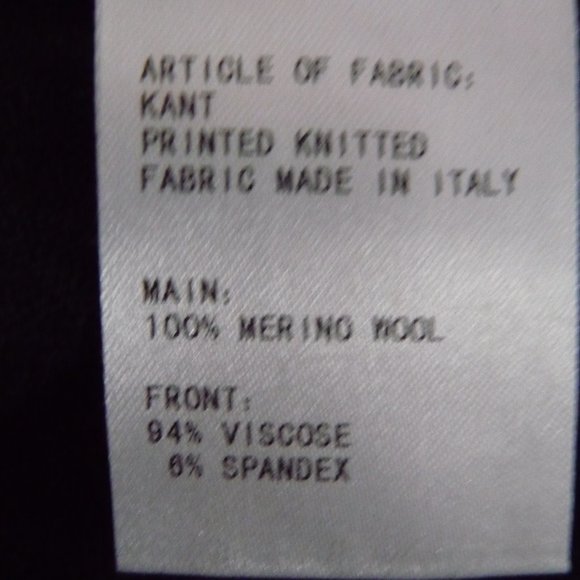 ARTICLE OF FABRIC:
KANT
PRINTED KNITTED
FABRIC MADE IN ITALY
MAIN:
100% MERINO WOOL
FRONT:
94% VISCOSE
6% SPANDEX